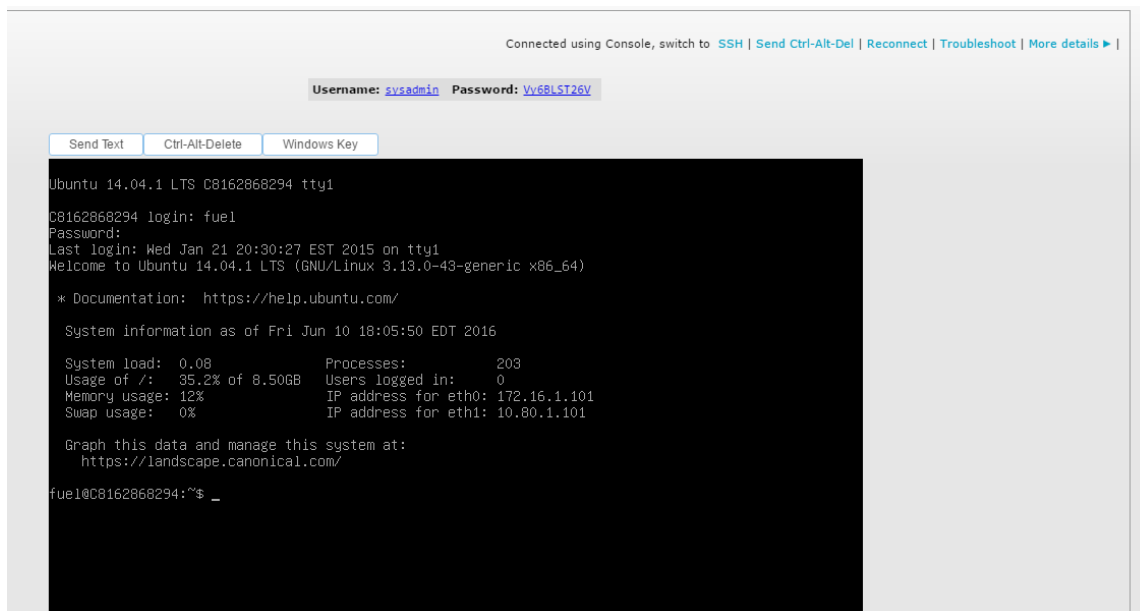 Connected using Console, switch to SSH | Send Ctrl-Alt-Del | Reconnect | Troubleshoot | More details ▶ |
Username: sysadmin Password: Vy6BLST26V
Send Text Ctrl-Alt-Delete Windows Key
Ubuntu 14.04.1 LTS C8162868294 tty1
C8162868294 login: fuel
Password:
Last login: Wed Jan 21 20:30:27 EST 2015 on tty1
Welcome to Ubuntu 14.04.1 LTS (GNU/Linux 3.13.0-43-generic x86_64)
* Documentation: https://help.ubuntu.com/
System information as of Fri Jun 10 18:05:50 EDT 2016
System load: 0.08 Processes: 203
Usage of /: 35.2% of 8.50GB Users logged in: 0
Memory usage: 12% IP address for eth0: 172.16.1.101
Swap usage: 0% IP address for eth1: 10.80.1.101
Graph this data and manage this system at:
https://landscape.canonical.com/
fuel@C8162868294:~$ _